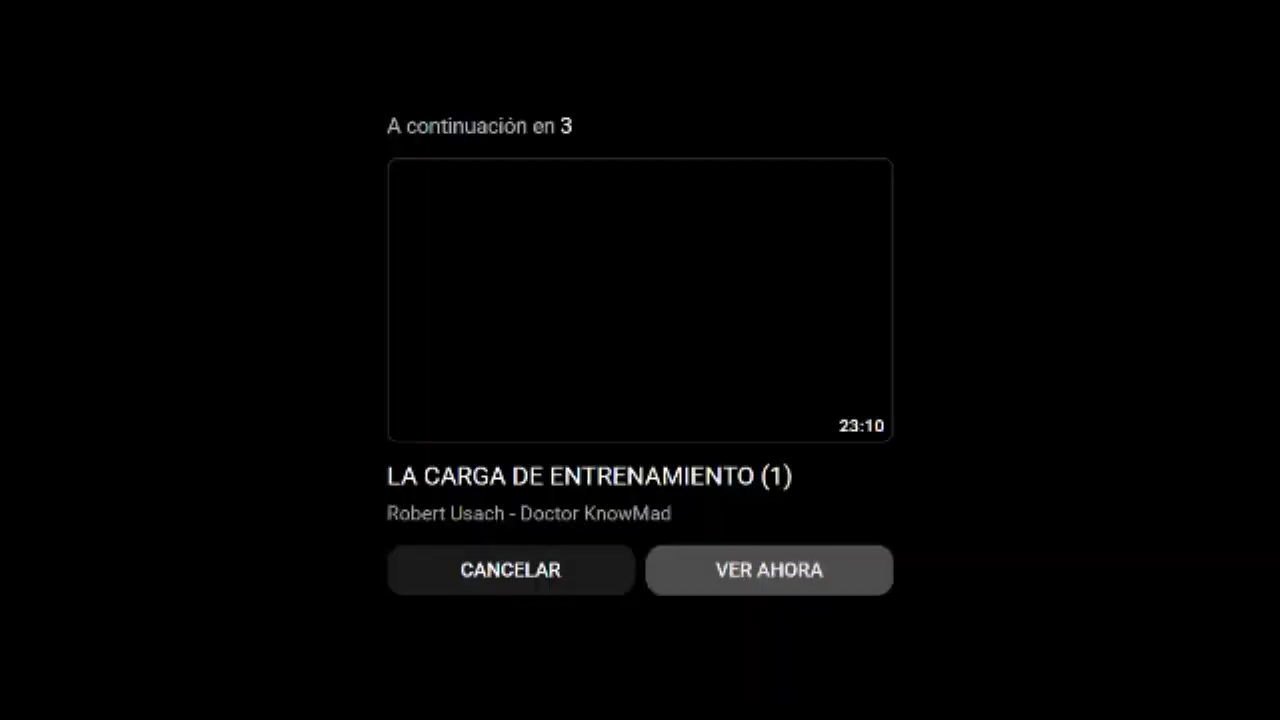 A continuación en 3
23:10
LA CARGA DE ENTRENAMIENTO (1)
Robert Usach - Doctor KnowMad
CANCELAR
VER AHORA